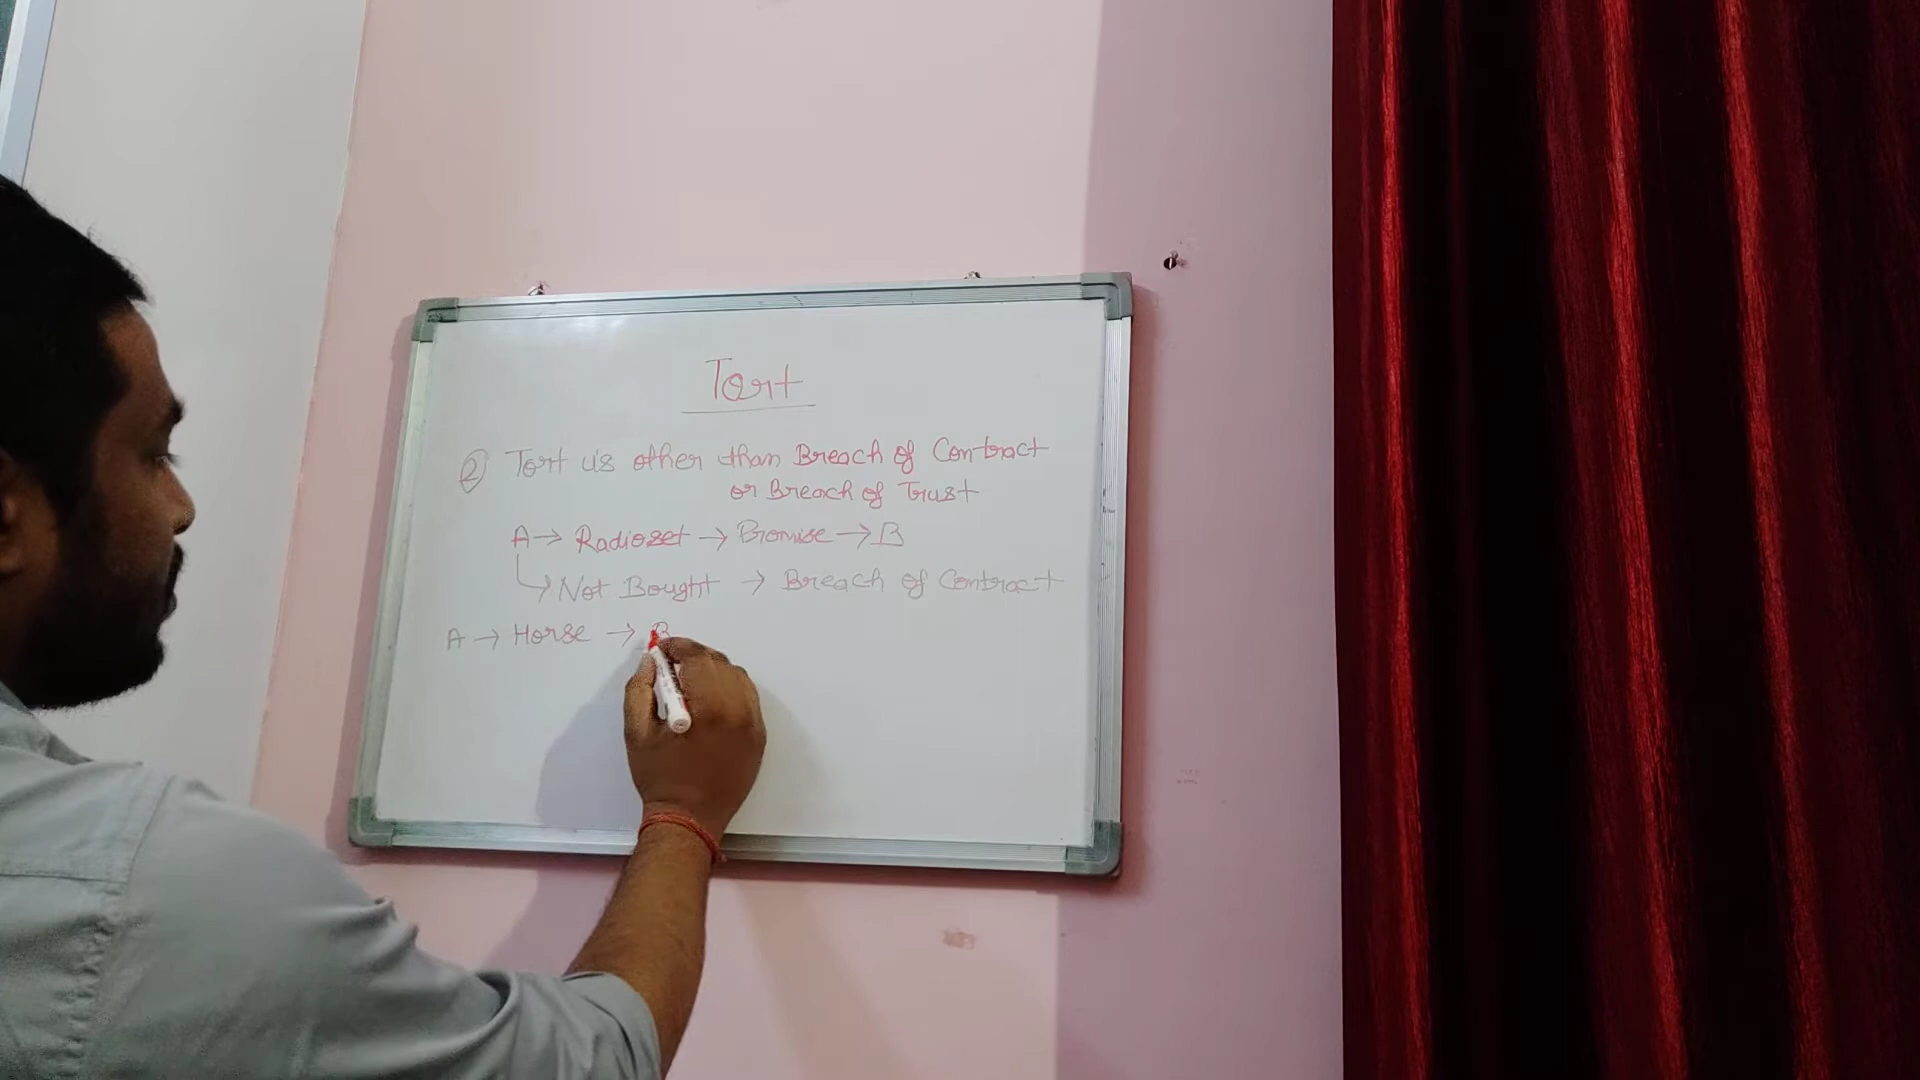 Tort
② Tort is other than Breach of Contract
or Breach of Trust
A → Radioset → Promise → B
↳ Not Bought → Breach of Contract
A → Horse → B